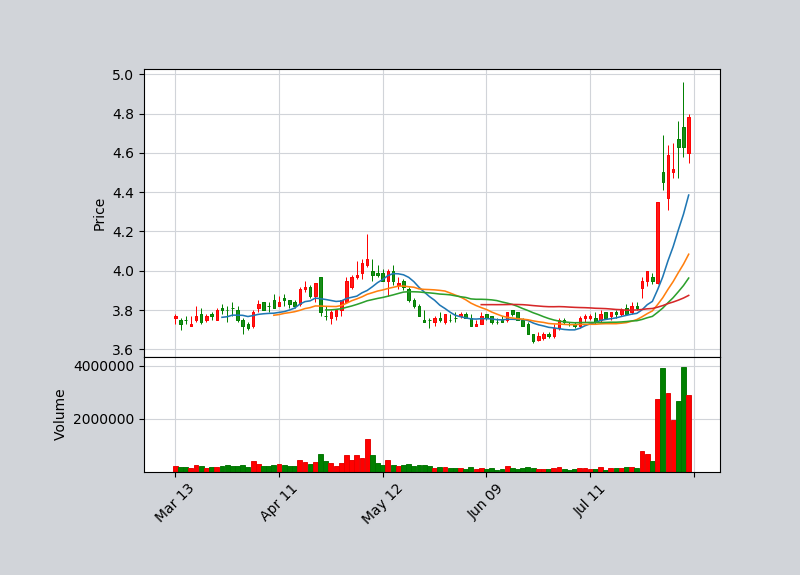 5.0
4.8
4.6
4.4
4.2
4.0
3.8
3.6
Price
4000000
2000000
Volume
Mar 13
Apr 11
May 12
Jun 09
Jul 11